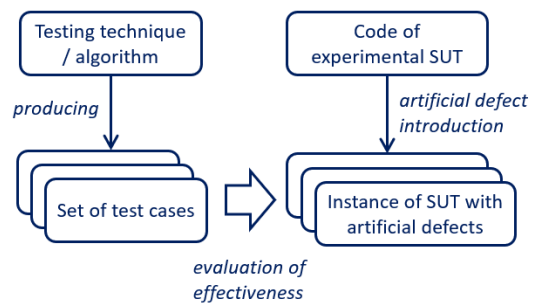 Testing technique
/ algorithm
Code of
experimental SUT
producing
artificial defect
introduction
Set of test cases
Instance of SUT with
artificial defects
evaluation of
effectiveness